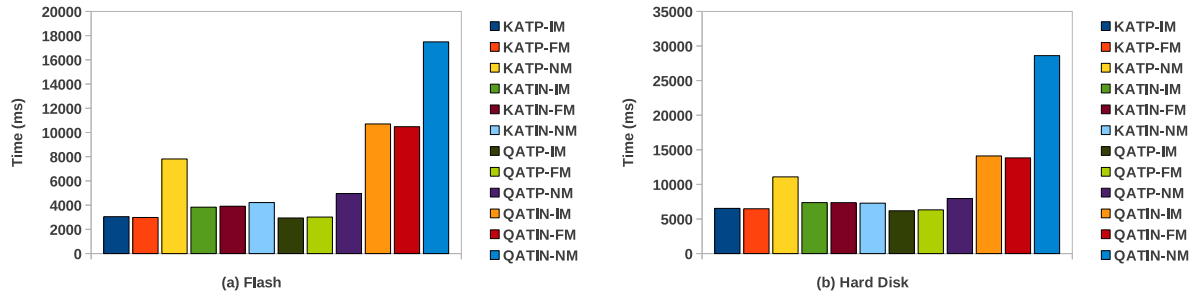 20000
18000
16000
14000
12000
10000
8000
6000
4000
2000
0
Time (ms)
KATP-IM
KATP-FM
KATP-NM
KATIN-IM
KATIN-FM
KATIN-NM
QATP-IM
QATP-FM
QATP-NM
QATIN-IM
QATIN-FM
QATIN-NM
(a) Flash
35000
30000
25000
20000
15000
10000
5000
0
Time (ms)
KATP-IM
KATP-FM
KATP-NM
KATIN-IM
KATIN-FM
KATIN-NM
QATP-IM
QATP-FM
QATP-NM
QATIN-IM
QATIN-FM
QATIN-NM
(b) Hard Disk